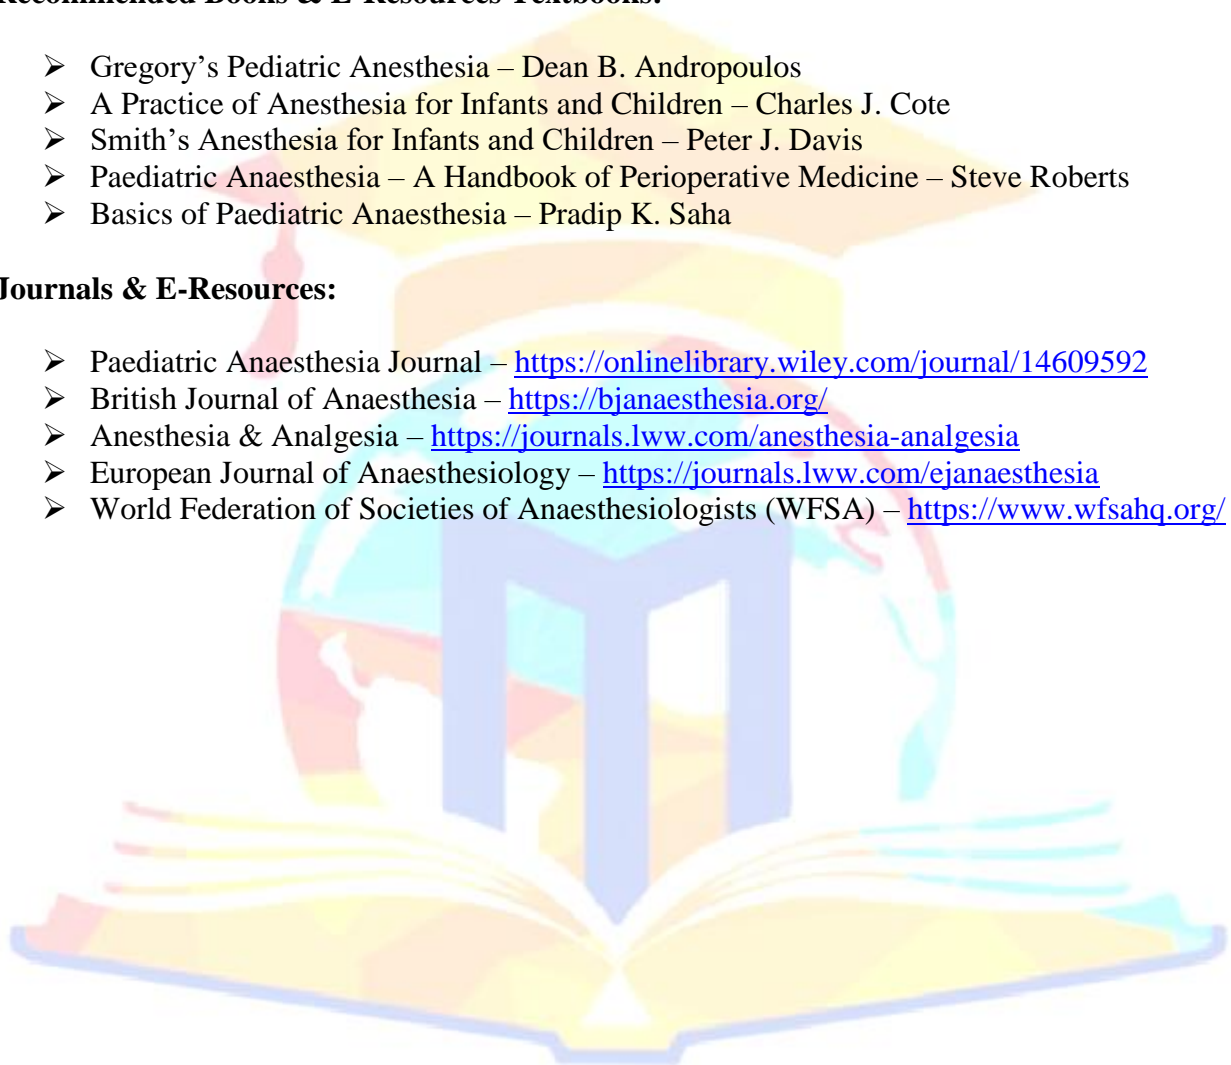 Recommended Books & E-Resources Textbooks:
➢ Gregory’s Pediatric Anesthesia – Dean B. Andropoulos
➢ A Practice of Anesthesia for Infants and Children – Charles J. Cote
➢ Smith’s Anesthesia for Infants and Children – Peter J. Davis
➢ Paediatric Anaesthesia – A Handbook of Perioperative Medicine – Steve Roberts
➢ Basics of Paediatric Anaesthesia – Pradip K. Saha
Journals & E-Resources:
➢ Paediatric Anaesthesia Journal – https://onlinelibrary.wiley.com/journal/14609592
➢ British Journal of Anaesthesia – https://bjanaesthesia.org/
➢ Anesthesia & Analgesia – https://journals.lww.com/anesthesia-analgesia
➢ European Journal of Anaesthesiology – https://journals.lww.com/ejanaesthesia
➢ World Federation of Societies of Anaesthesiologists (WFSA) – https://www.wfsahq.org/